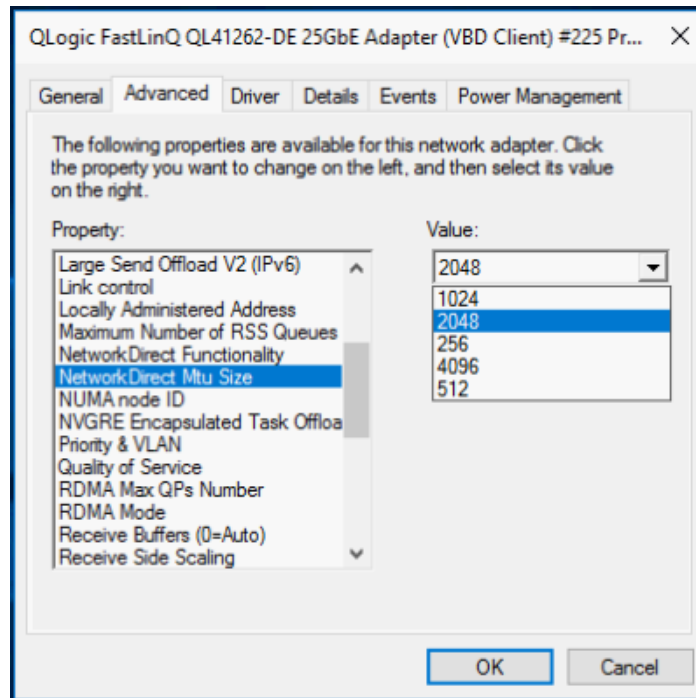 QLogic FastLinQ QL41262-DE 25GbE Adapter (VBD Client) #225 Pr...
General Advanced Driver Details Events Power Management
The following properties are available for this network adapter. Click
the property you want to change on the left, and then select its value
on the right.
Property:
Large Send Offload V2 (IPv6)
Link control
Locally Administered Address
Maximum Number of RSS Queues
NetworkDirect Functionality
NetworkDirect Mtu Size
NUMA node ID
NVGRE Encapsulated Task Offloa
Priority & VLAN
Quality of Service
RDMA Max QPs Number
RDMA Mode
Receive Buffers (0=Auto)
Receive Side Scaling
Value:
2048
1024
2048
256
4096
512
OK Cancel